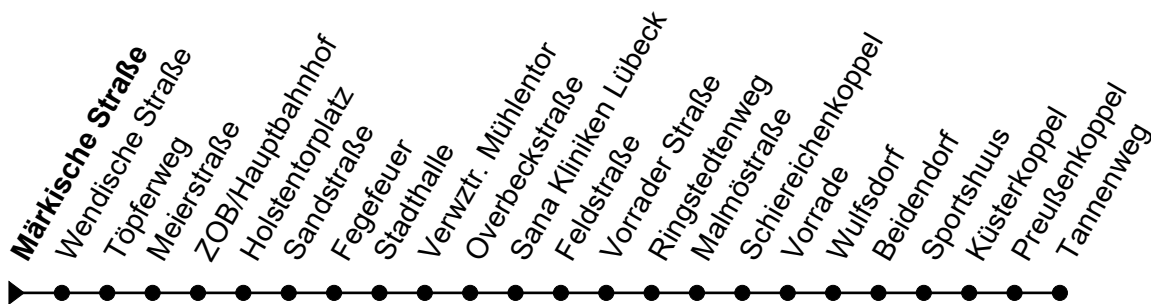 Märkische Straße
Wendische Straße
Töpferweg
Meierstraße
ZOB/Hauptbahnhof
Holstentorplatz
Sandstraße
Fegefeuer
Stadthalle
Verwztr. Mühlentor
Overbeckstraße
Sana Kliniken Lübeck
Feldstraße
Vorrader Straße
Ringstedtenweg
Malmöstraße
Schiereichenkoppel
Vorrade
Wulfsdorf
Beidendorf
Sportshuus
Küsterkoppel
Preußenkoppel
Tannenweg